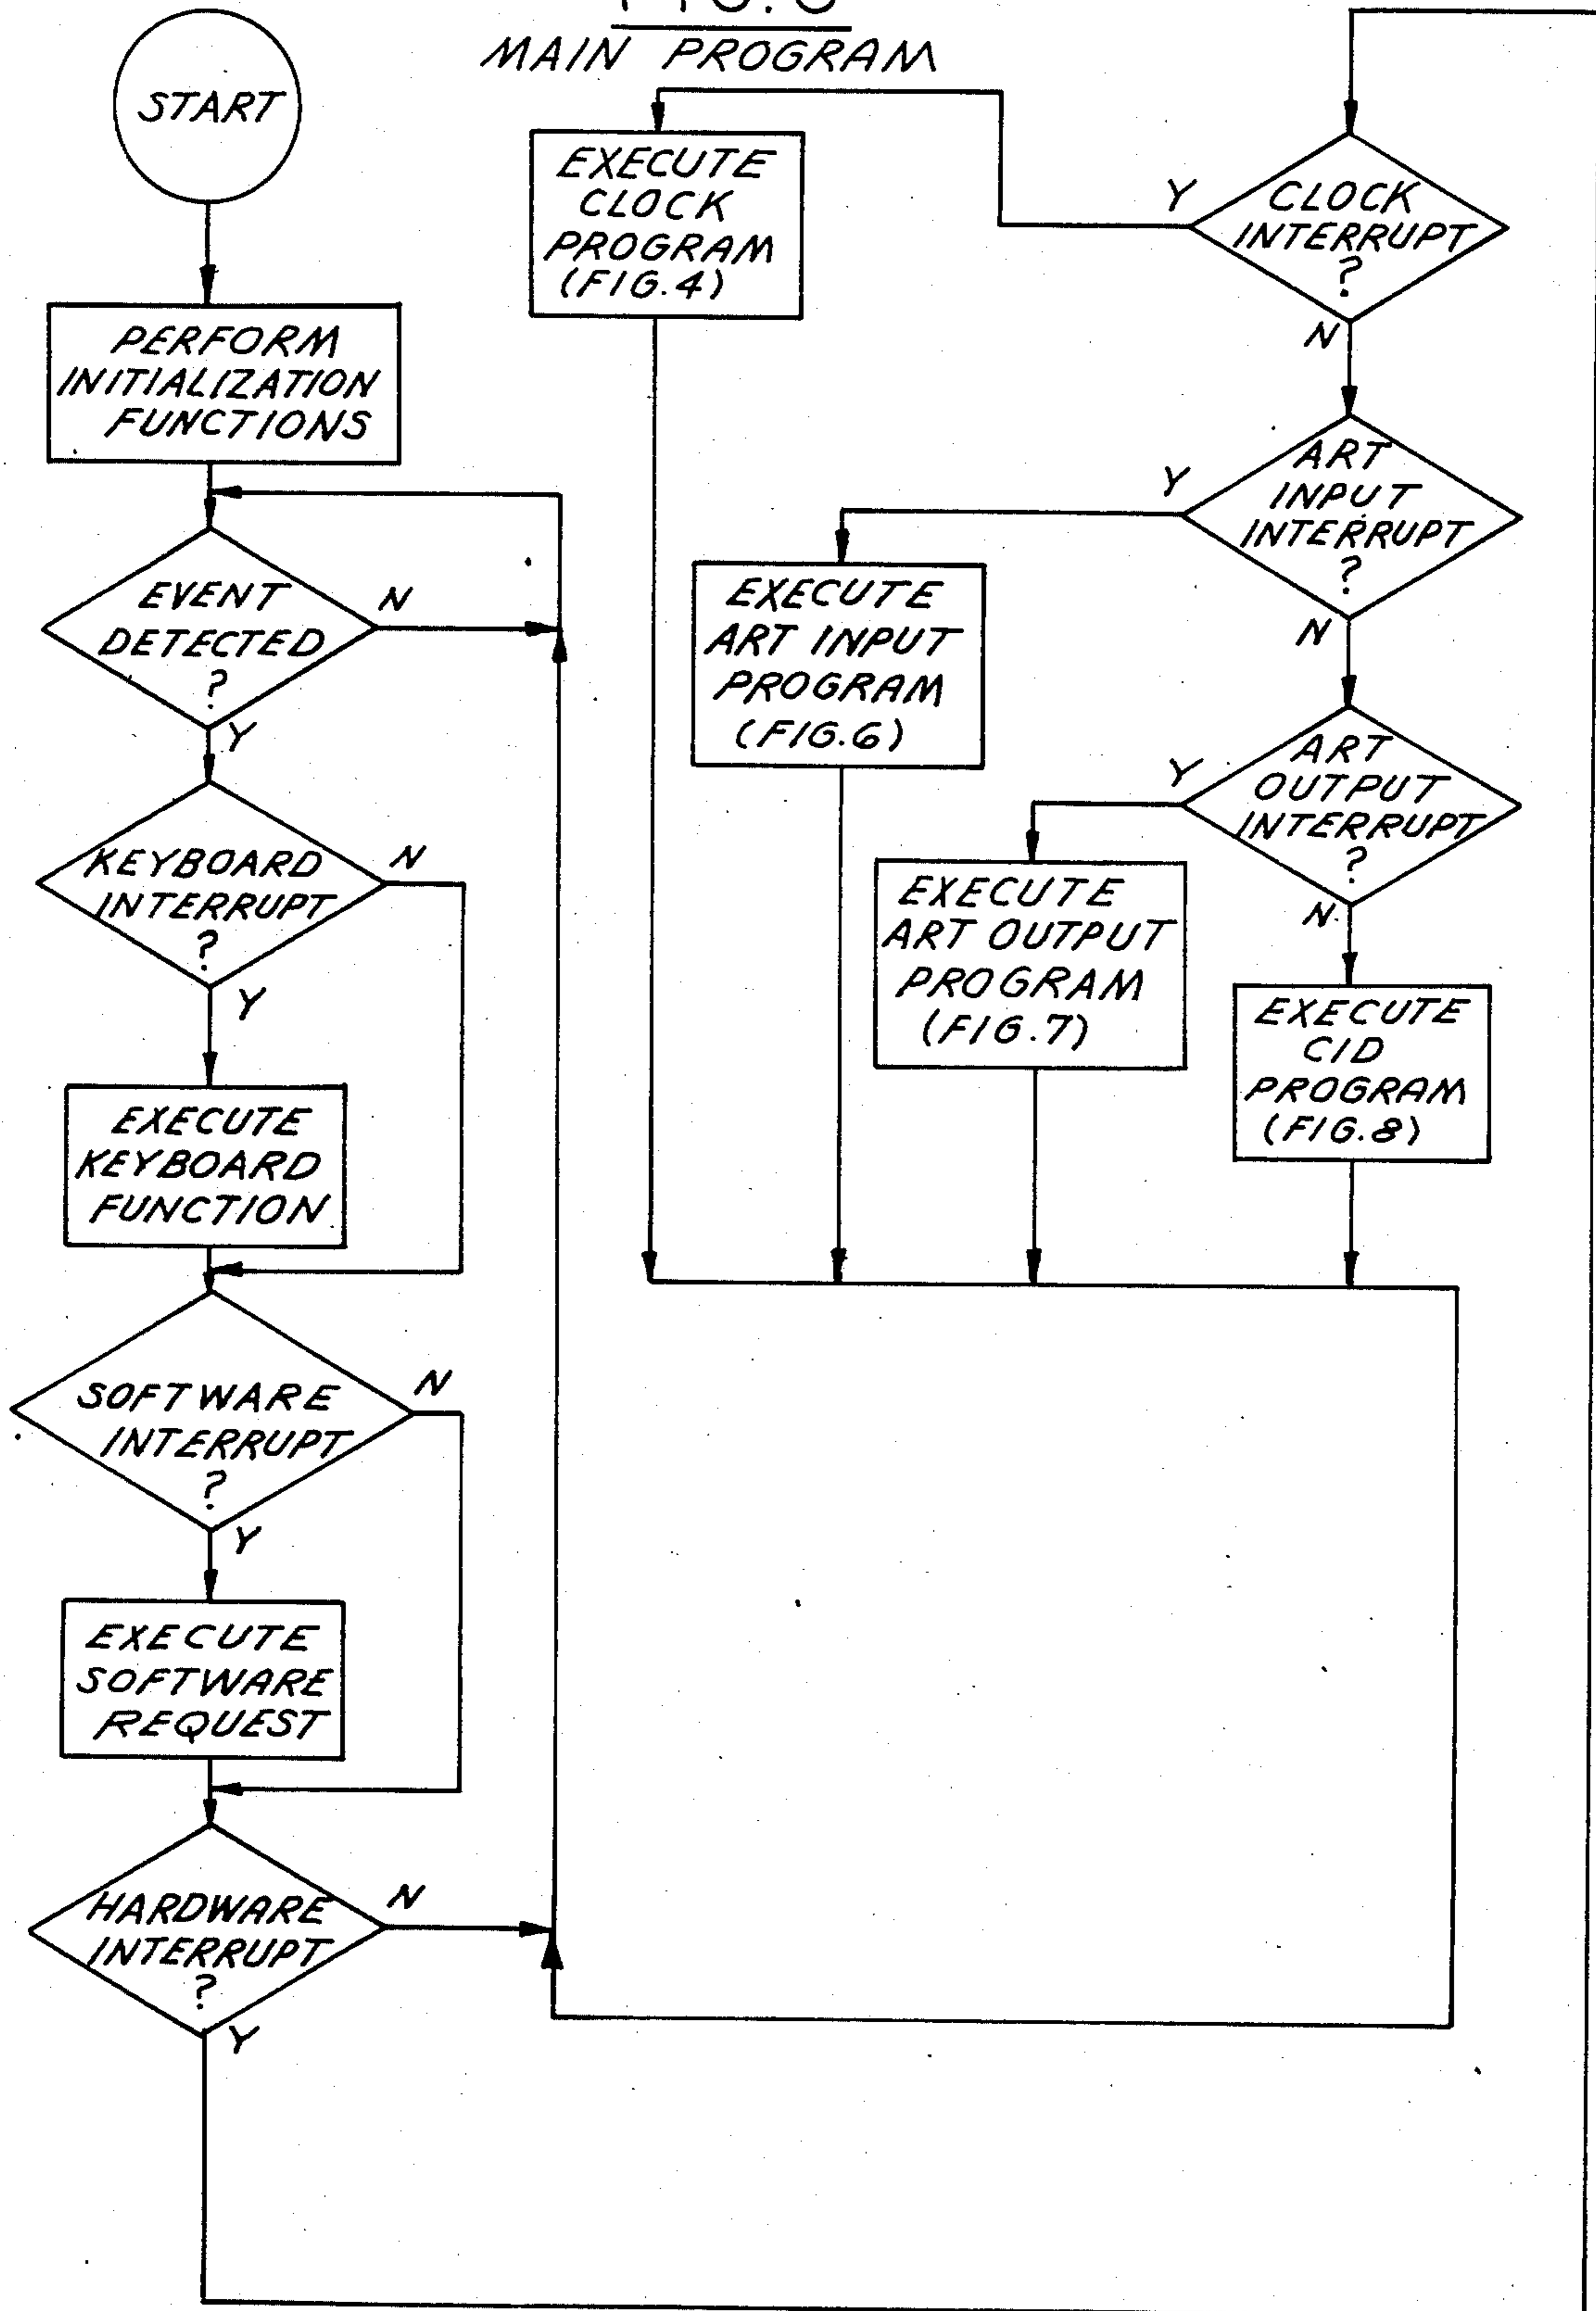 MAIN PROGRAM
START
PERFORM
INITIALIZATION
FUNCTIONS
EVENT
DETECTED
?
N
Y
KEYBOARD
INTERRUPT
?
N
Y
EXECUTE
KEYBOARD
FUNCTION
SOFTWARE
INTERRUPT
?
N
Y
EXECUTE
SOFTWARE
REQUEST
HARDWARE
INTERRUPT
?
N
Y
CLOCK
INTERRUPT
?
Y
N
EXECUTE
CLOCK
PROGRAM
(FIG.4)
ART
INPUT
INTERRUPT
?
Y
N
EXECUTE
ART INPUT
PROGRAM
(FIG.6)
ART
OUTPUT
INTERRUPT
?
Y
N
EXECUTE
ART OUTPUT
PROGRAM
(FIG.7)
EXECUTE
CID
PROGRAM
(FIG.8)